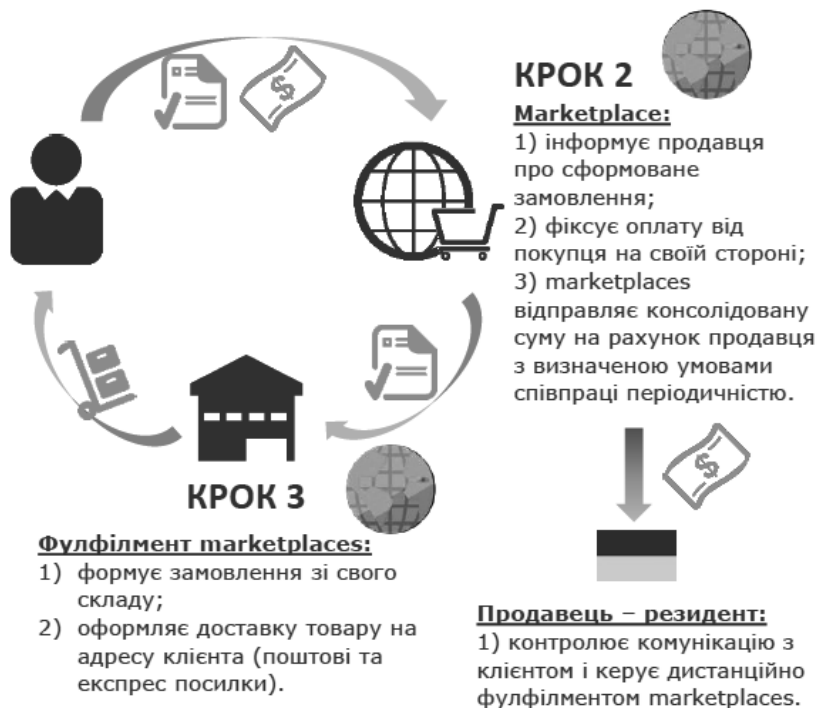 КРОК 2
Marketplace:
1) інформує продавця
про сформоване
замовлення;
2) фіксує оплату від
покупця на своїй стороні;
3) marketplaces
відправляє консолідовану
суму на рахунок продавця
з визначеною умовами
співпраці періодичністю.
КРОК 3
Фулфілмент marketplaces:
1) формує замовлення зі свого
складу;
2) оформляє доставку товару на
адресу клієнта (поштові та
експрес посилки).
Продавець – резидент:
1) контролює комунікацію з
клієнтом і керує дистанційно
фулфілментом marketplaces.